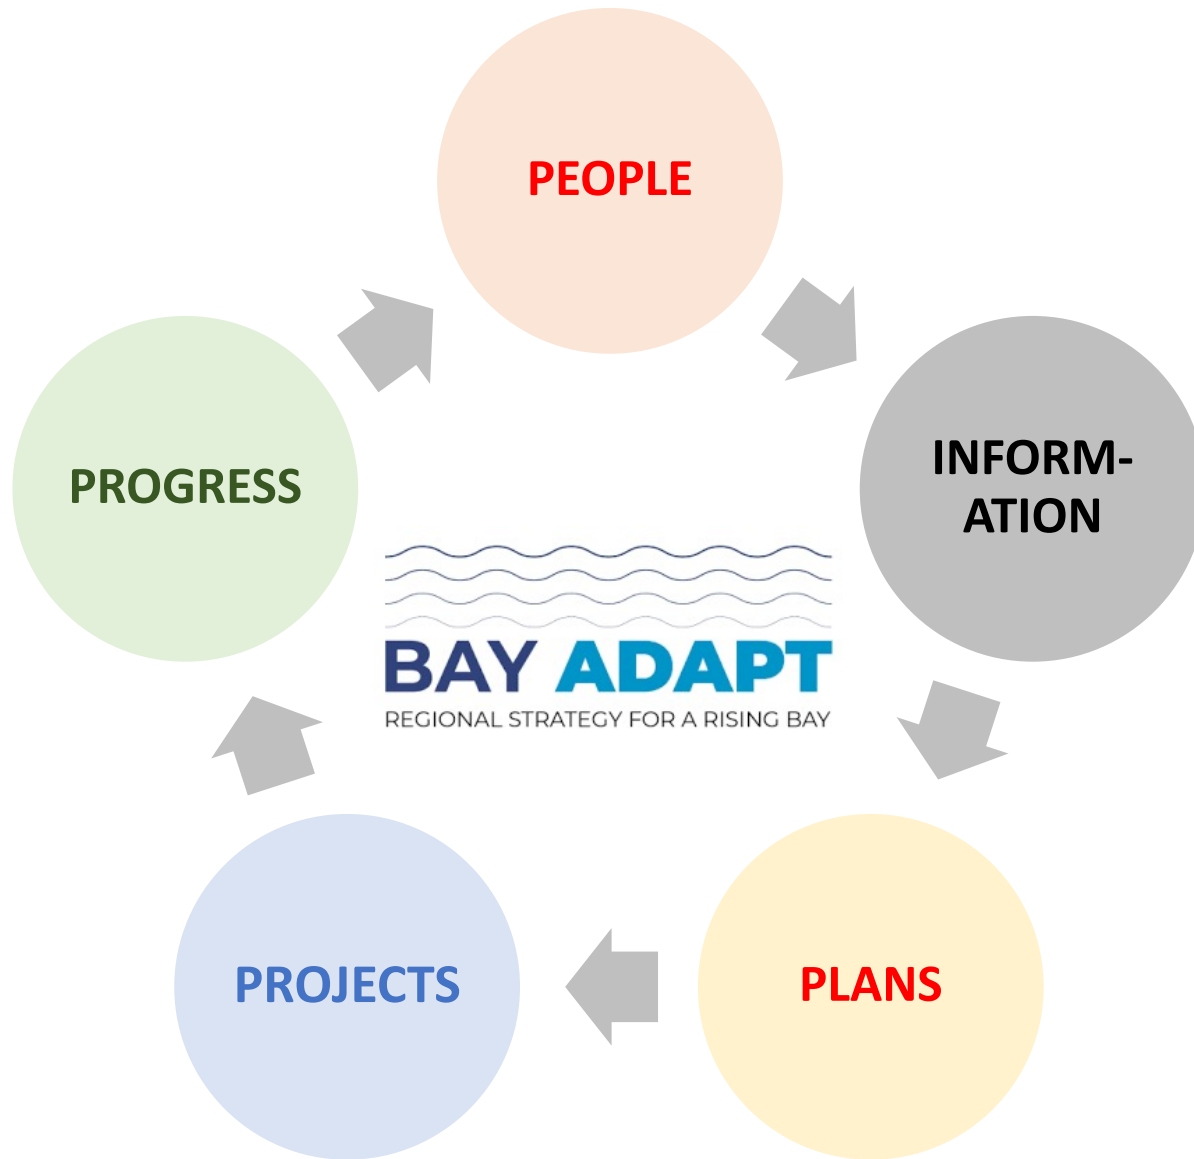 PEOPLE
INFORM-
ATION
PLANS
PROJECTS
PROGRESS
BAY ADAPT
REGIONAL STRATEGY FOR A RISING BAY